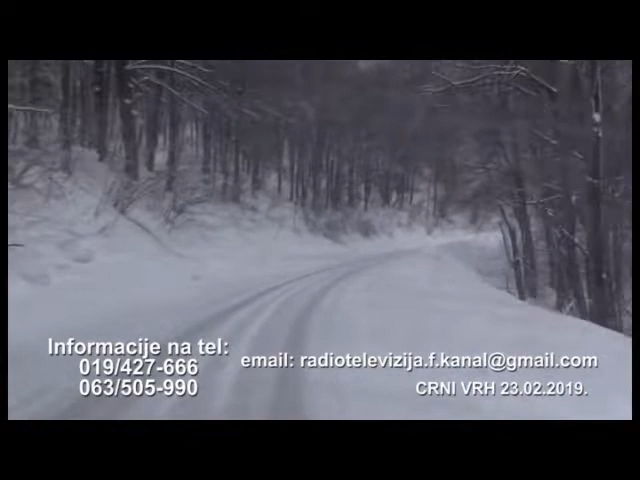 Informacije na tel:
019/427-666
063/505-990
email: radiotelevizija.f.kanal@gmail.com
CRNI VRH 23.02.2019.